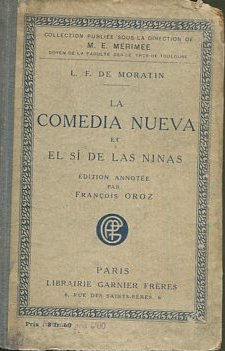 COLLECTION PUBLIÉE SOUS LA DIRECTION DE
M. E. MÉRIMÉE
DOYEN DE LA FACULTÉ DES LETTRES DE TOULOUSE
L. F. DE MORATIN
LA
COMEDIA NUEVA
ET
EL SÍ DE LAS NINAS
ÉDITION ANNOTÉE
PAR
FRANÇOIS OROZ
PARIS
LIBRAIRIE GARNIER FRÈRES
6, RUE DES SAINTS-PÈRES, 6
Prix